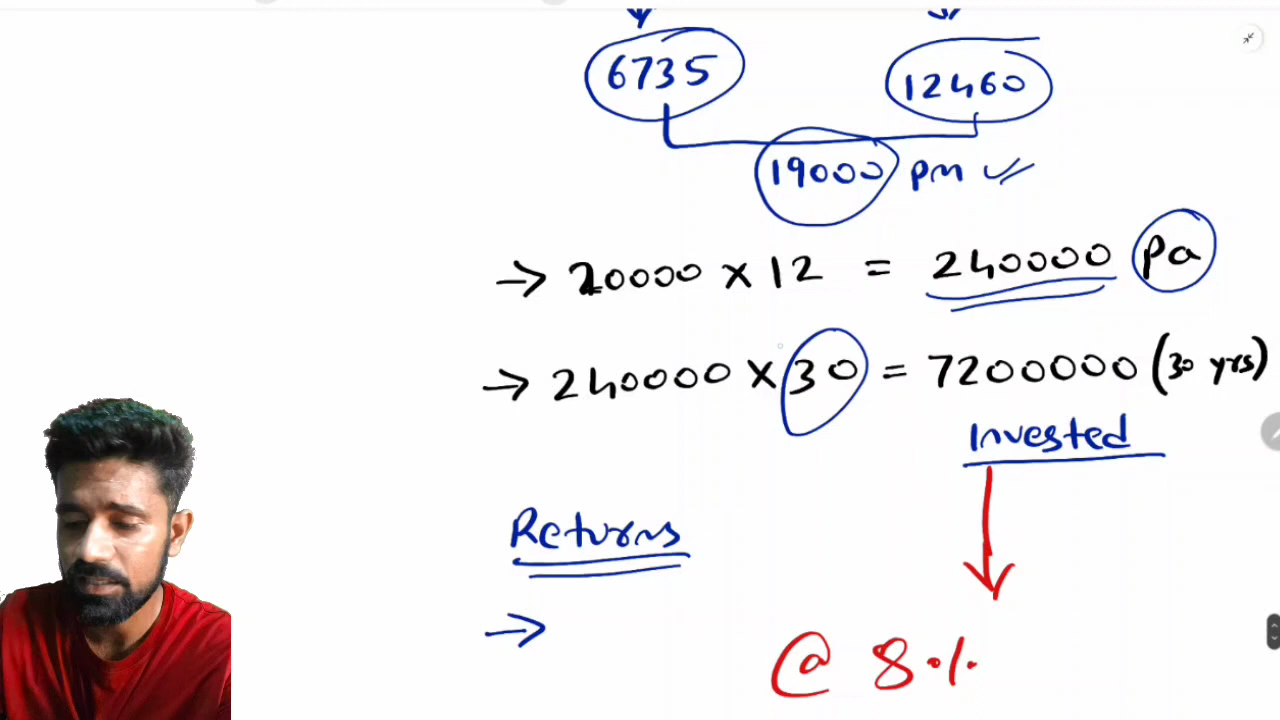 6735 12460
19000 pm
→ 20000 x 12 = 240000 pa
→ 240000 x 30 = 7200000 (30 yrs)
Invested
Returns
→
@ 8%